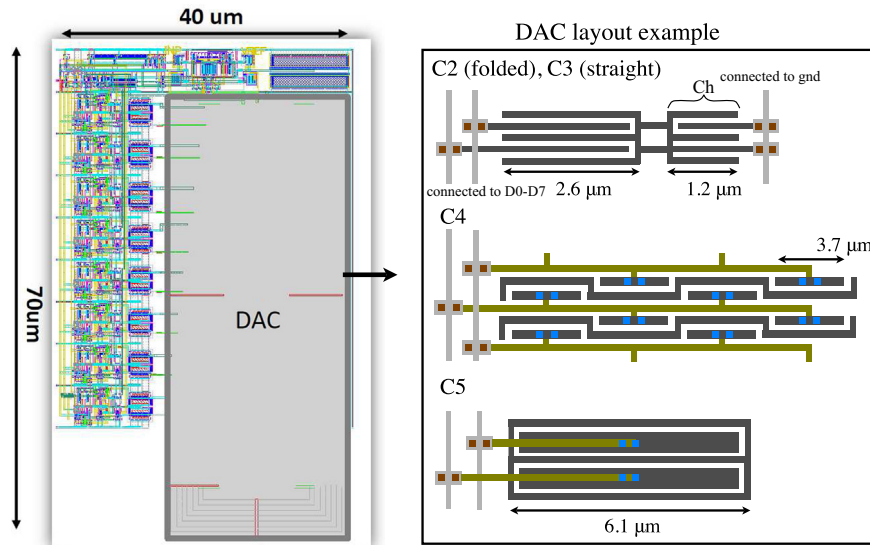 40 um
70um
DAC
DAC layout example
C2 (folded), C3 (straight)
Ch
connected to gnd
connected to D0-D7
2.6 μm
1.2 μm
C4
3.7 μm
C5
6.1 μm